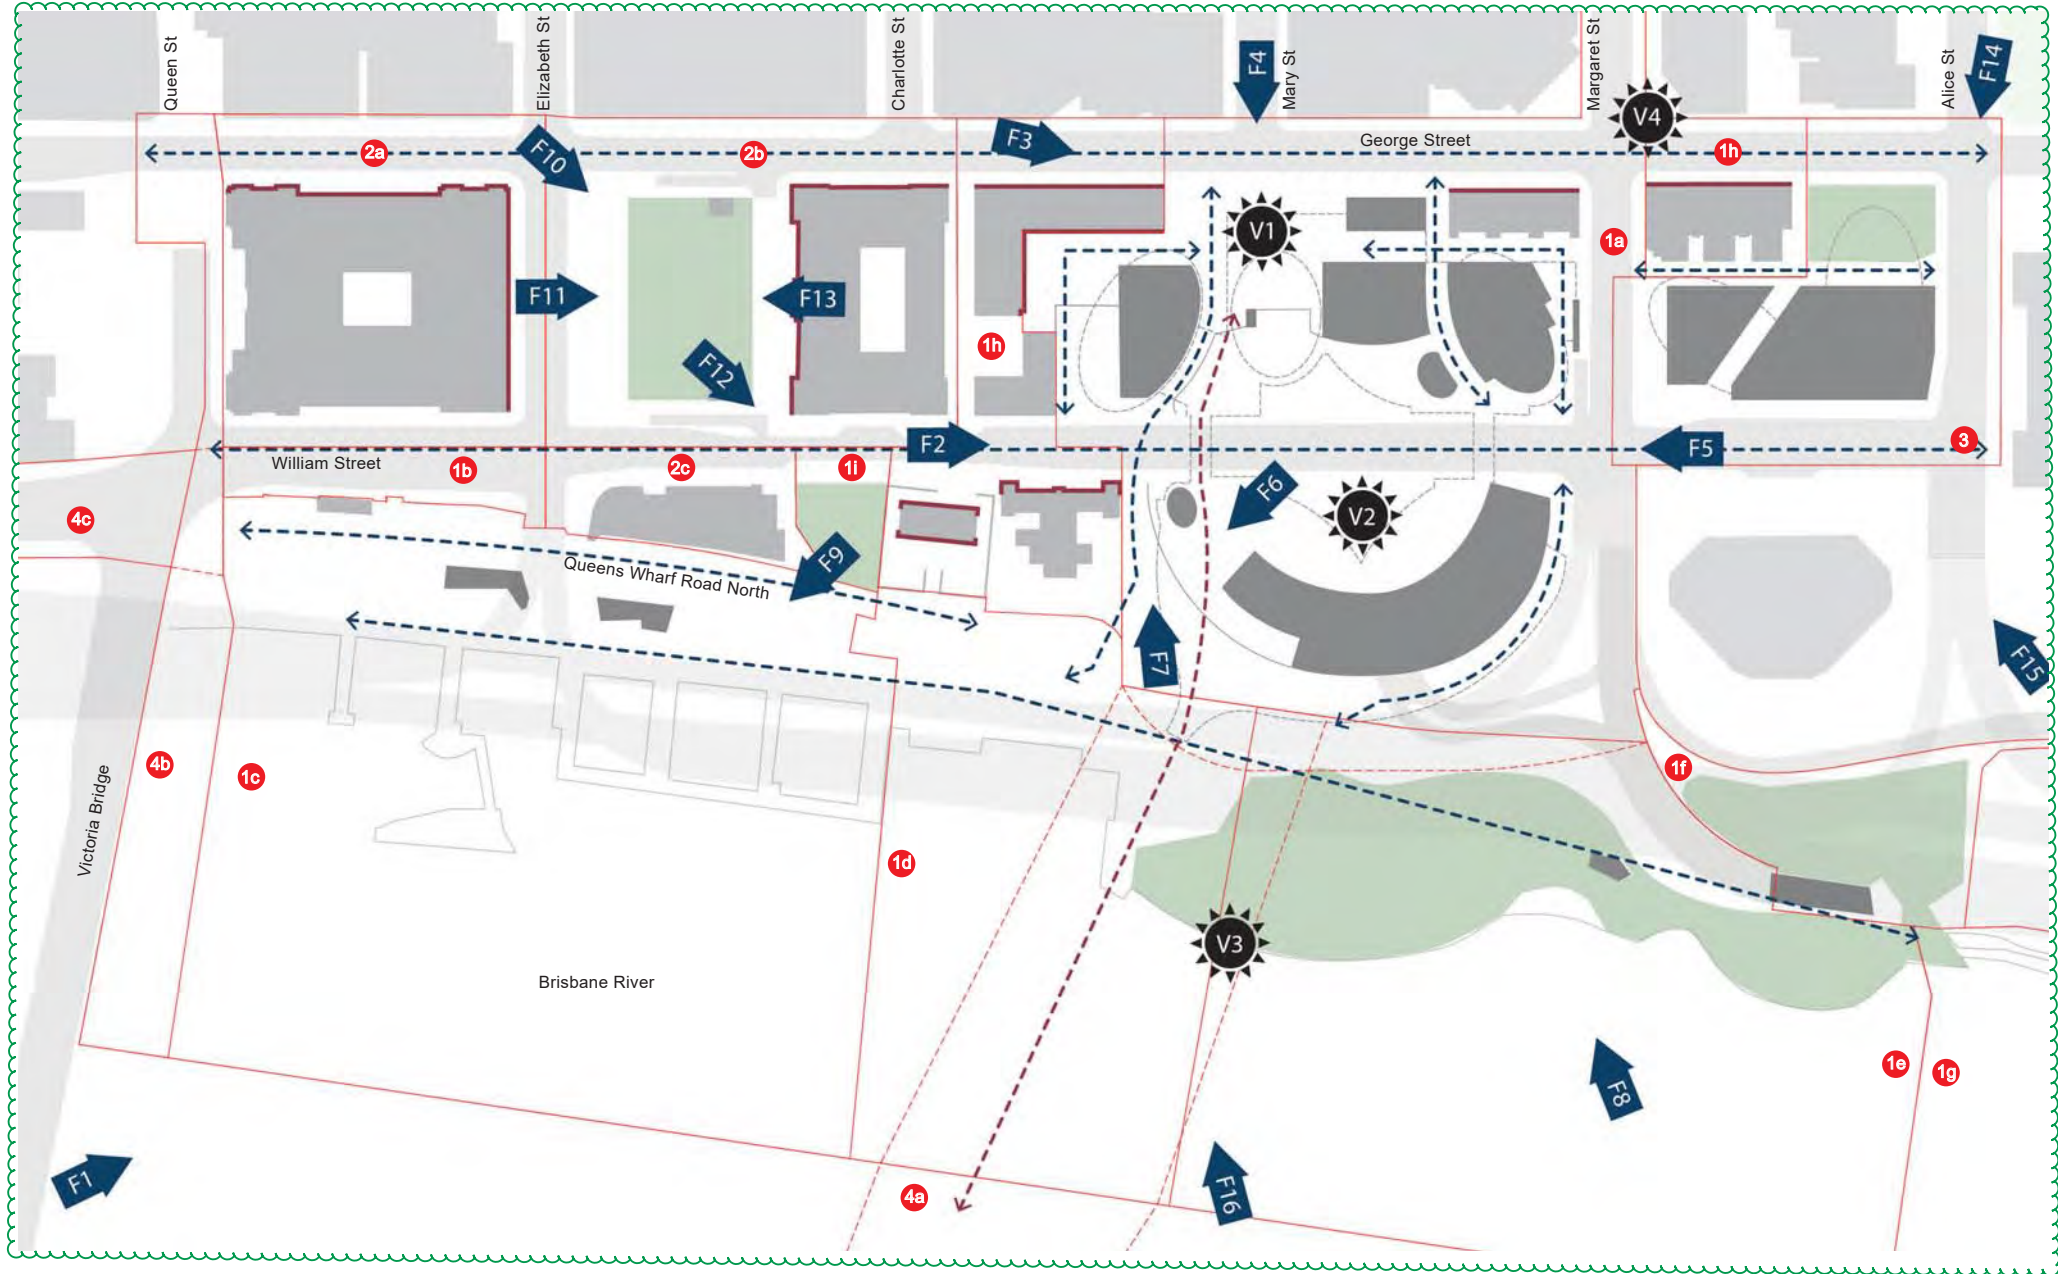 Queen St
Elizabeth St
Charlotte St
F4
Mary St
Margaret St
Alice St
F14
V4
2a
F10
2b
F3
George Street
1h
V1
1a
F11
F13
1h
F12
F2
F5
3
William Street
1b
2c
1i
4c
F6
V2
F9
Queens Wharf Road North
F7
F15
4b
1c
1f
Victoria Bridge
1d
V3
Brisbane River
1e
1g
F8
F1
4a
F16